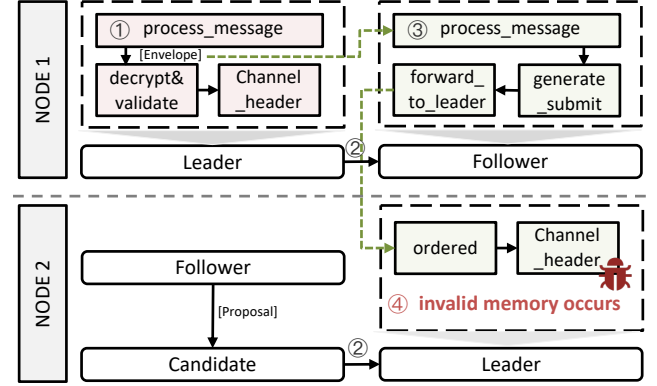 NODE 1
① process_message
[Envelope]
decrypt&
validate
Channel
_header
Leader
②
③ process_message
forward_
to_leader
generate
_submit
Follower
NODE 2
Follower
[Proposal]
Candidate
②
ordered
Channel
_header
④ invalid memory occurs
Leader